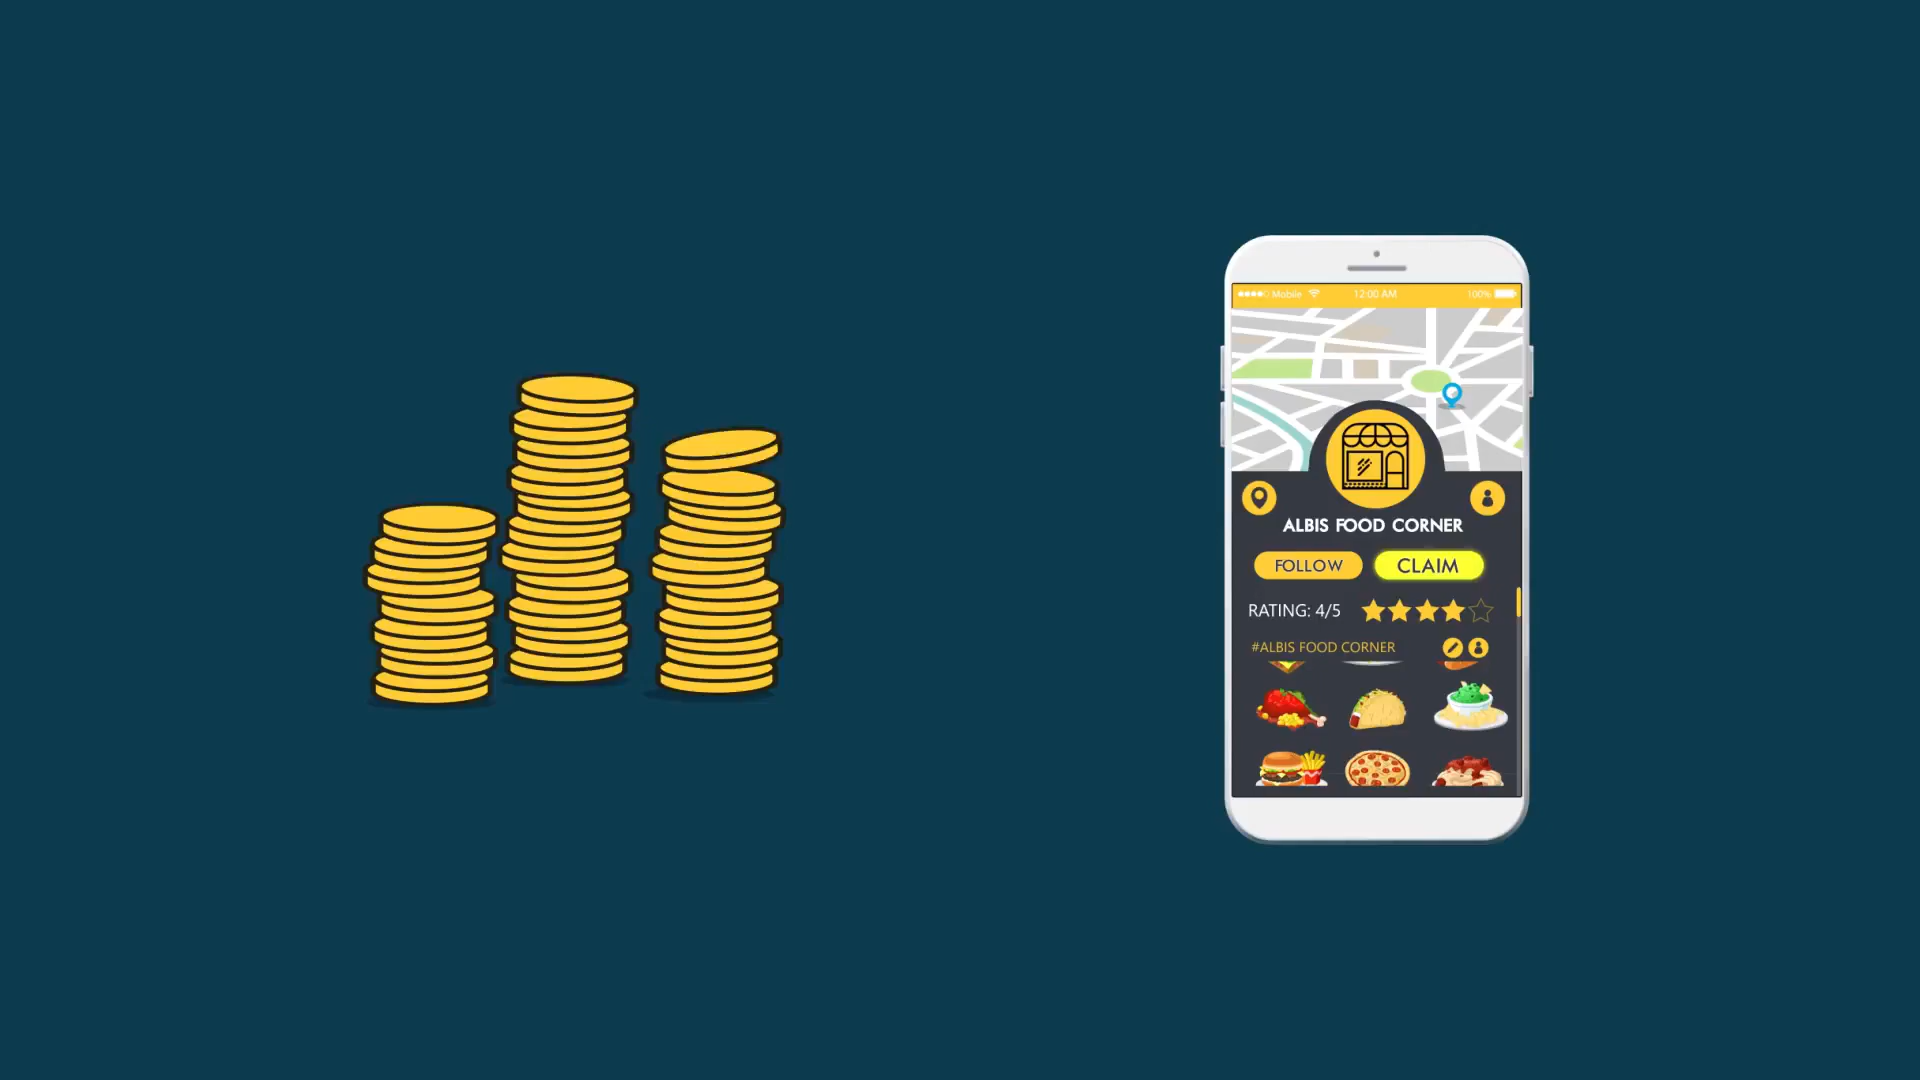 Mobile 12:00 AM 100%
ALBIS FOOD CORNER
FOLLOW CLAIM
RATING: 4/5
#ALBIS FOOD CORNER